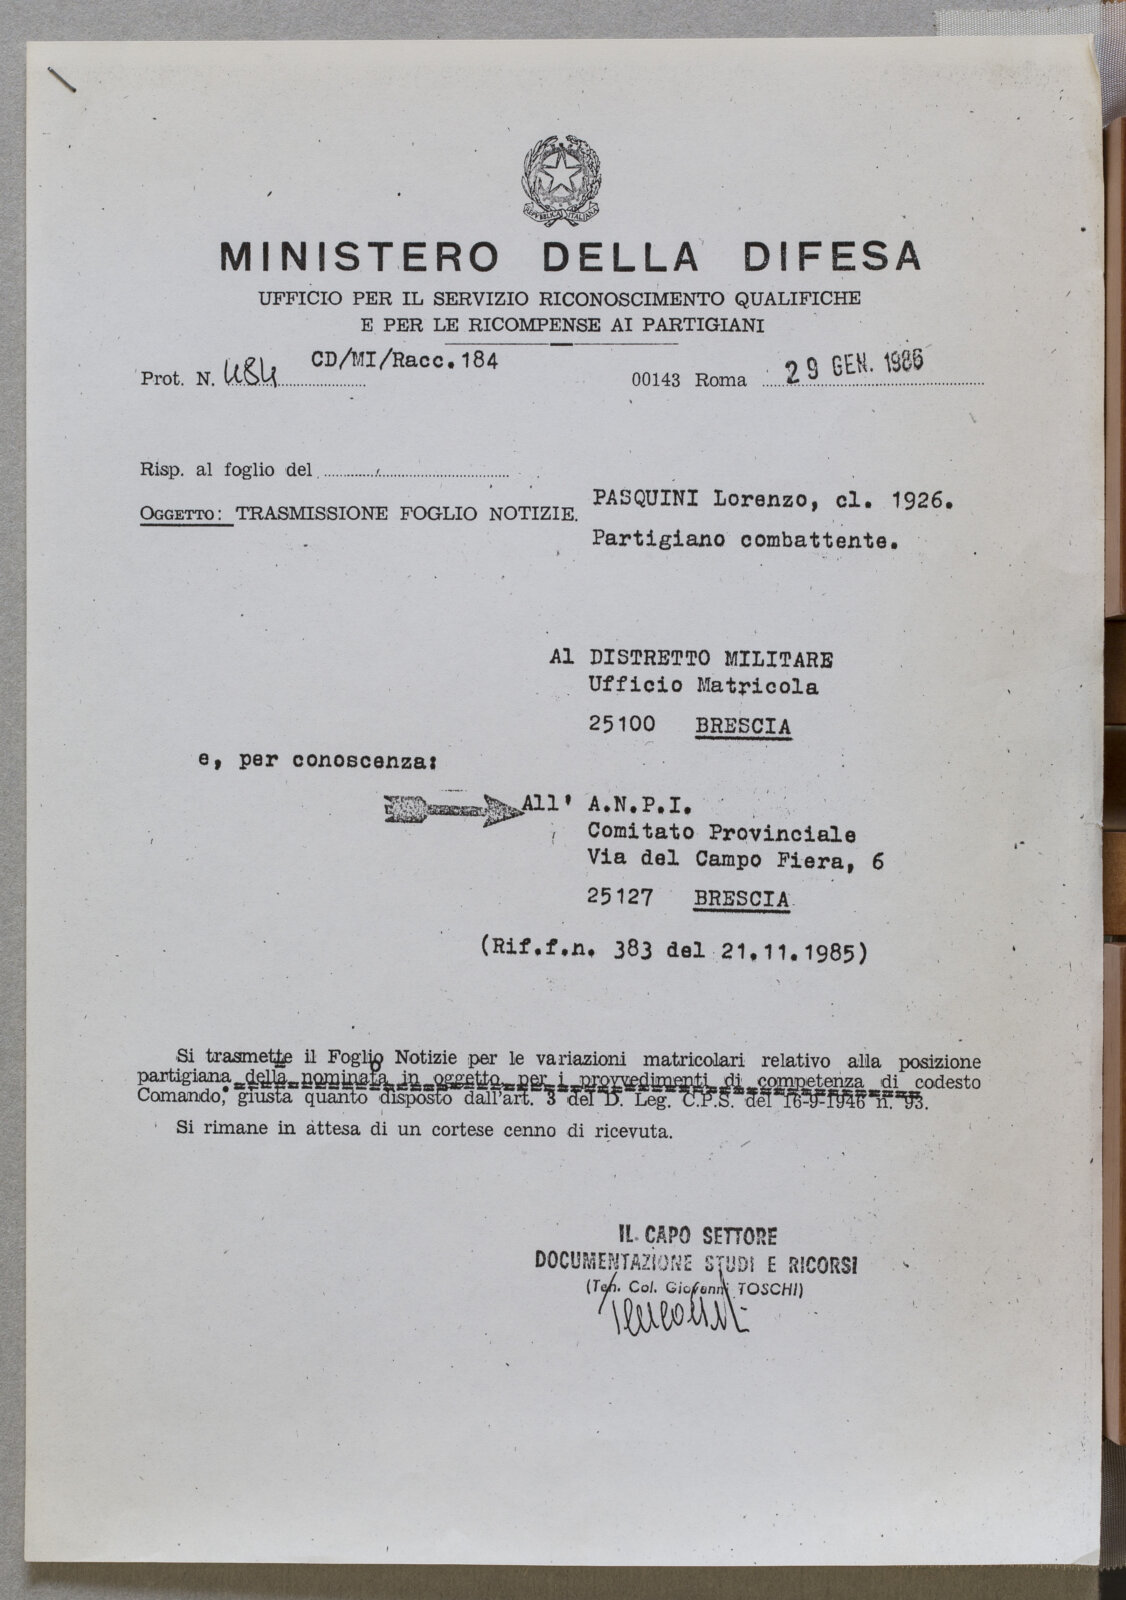 REPVBBLICA ITALIANA
MINISTERO DELLA DIFESA
UFFICIO PER IL SERVIZIO RICONOSCIMENTO QUALIFICHE
E PER LE RICOMPENSE AI PARTIGIANI
Prot. N. 484 CD/MI/Racc.184
00143 Roma 29 GEN. 1986
Risp. al foglio del
OGGETTO: TRASMISSIONE FOGLIO NOTIZIE. PASQUINI Lorenzo, cl. 1926.
Partigiano combattente.
Al DISTRETTO MILITARE
Ufficio Matricola
25100 BRESCIA
e, per conoscenza:
All' A.N.P.I.
Comitato Provinciale
Via del Campo Fiera, 6
25127 BRESCIA
(Rif.f.n. 383 del 21.11.1985)
Si trasmette il Foglio Notizie per le variazioni matricolari relativo alla posizione
partigiana della nominata in oggetto per i provvedimenti di competenza di codesto
Comando, giusta quanto disposto dall'art. 3 del D. Leg. C.P.S. del 16-9-1946 n. 93.
Si rimane in attesa di un cortese cenno di ricevuta.
IL CAPO SETTORE
DOCUMENTAZIONE STUDI E RICORSI
(Ten. Col. Giovanni TOSCHI)